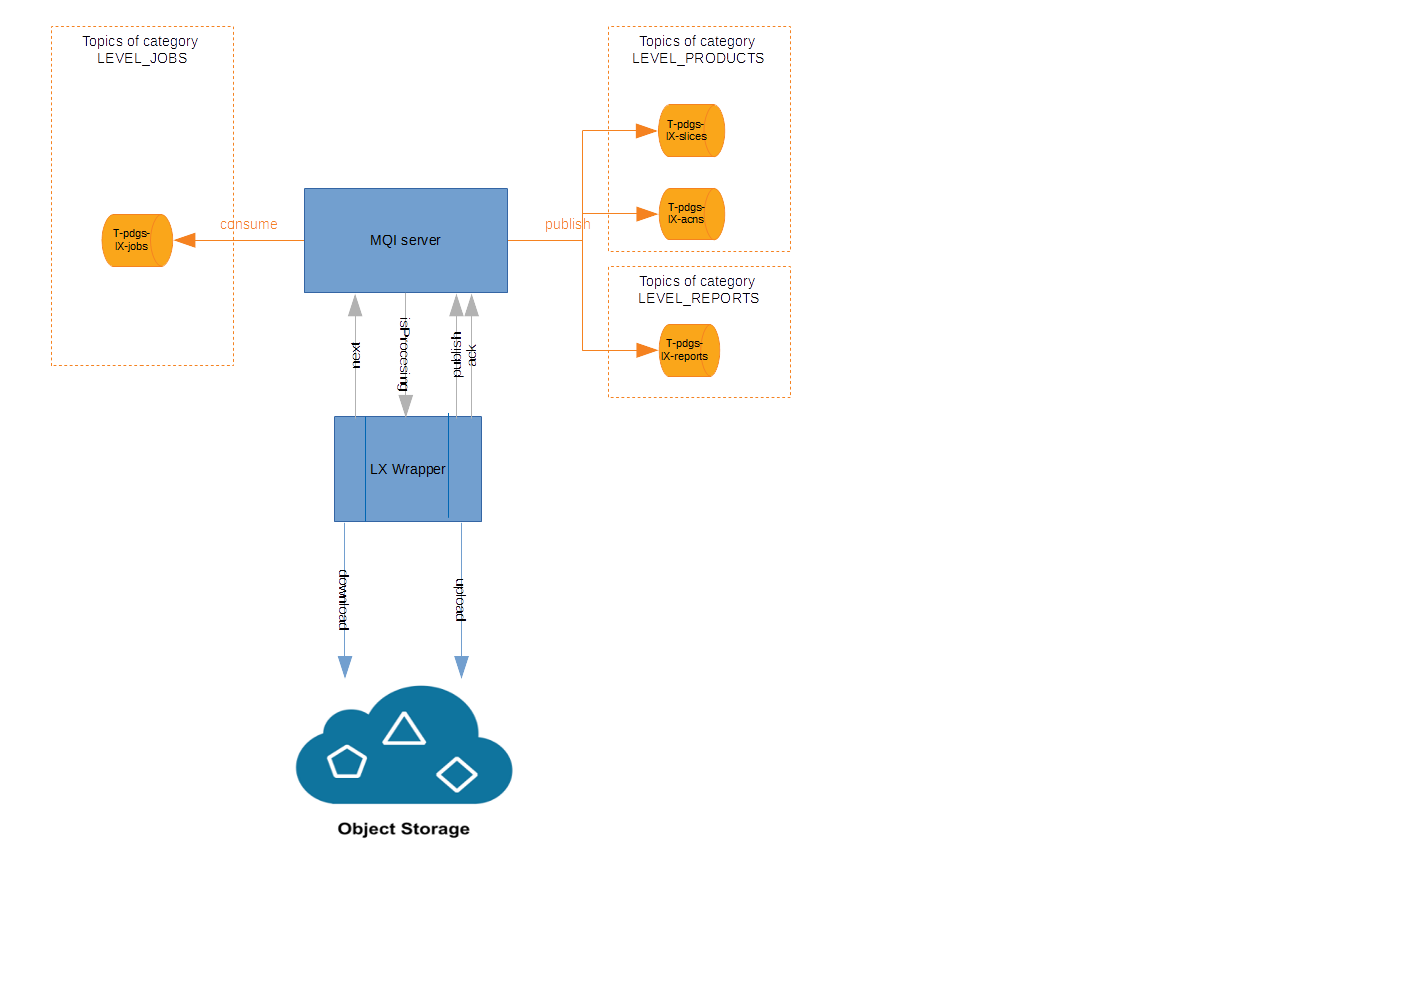 Topics of category
LEVEL_JOBS
T-pdgs-
lX-jobs
consume
MQI server
publish
Topics of category
LEVEL_PRODUCTS
T-pdgs-
lX-slices
T-pdgs-
lX-acns
Topics of category
LEVEL_REPORTS
T-pdgs-
lX-reports
next
isProcesing
publish
ack
LX Wrapper
download
upload
Object Storage